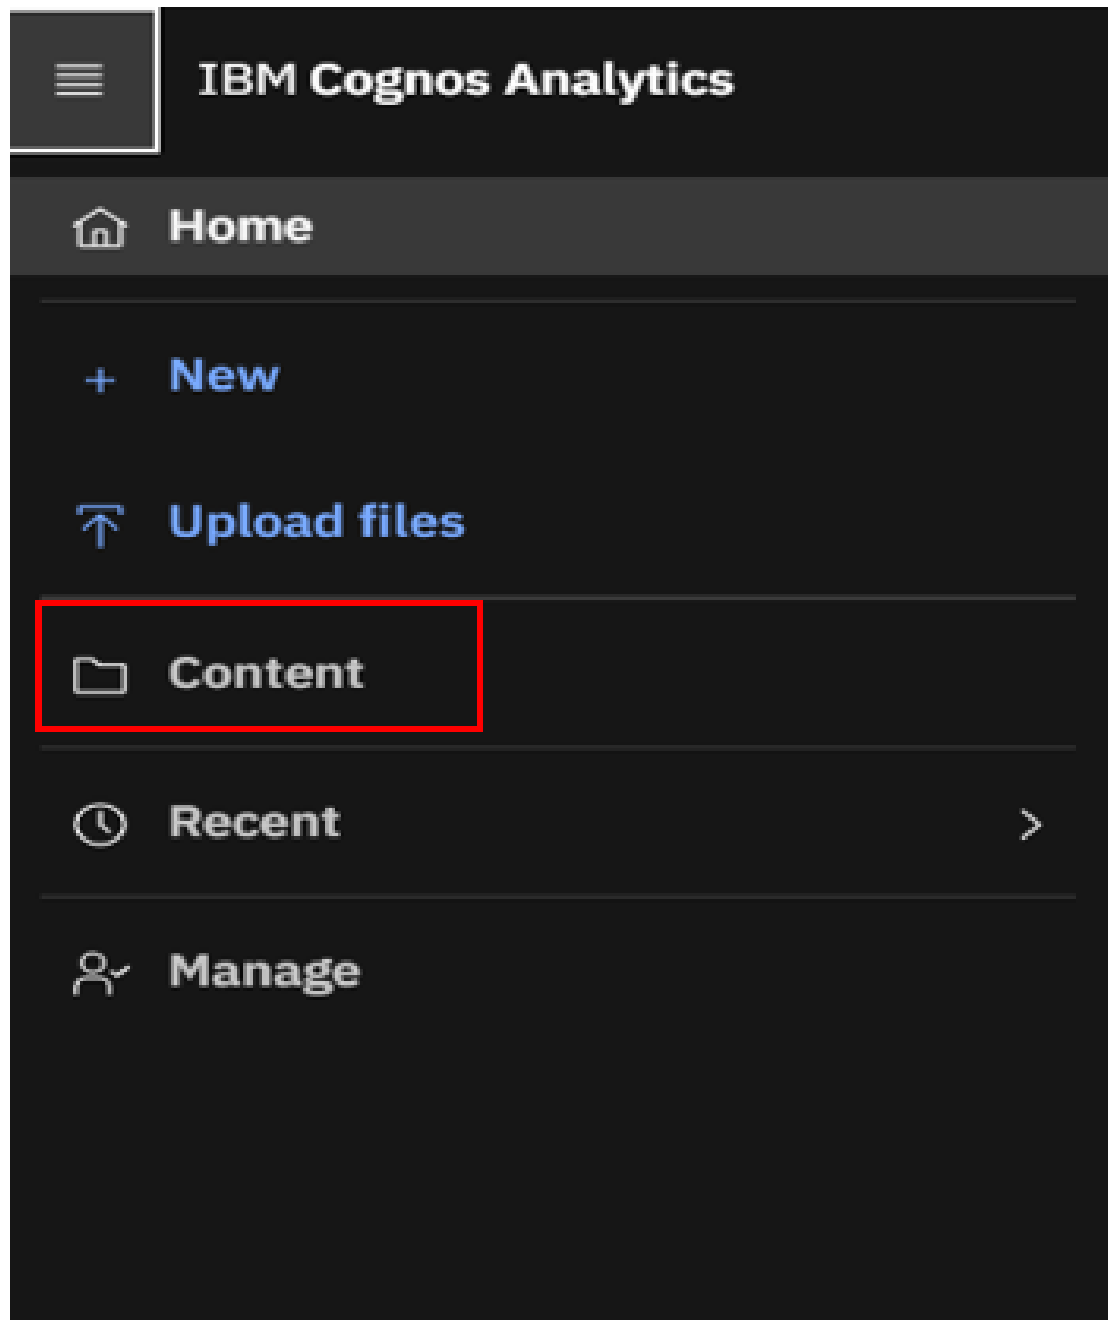 IBM Cognos Analytics
Home
New
Upload files
Content
Recent
Manage